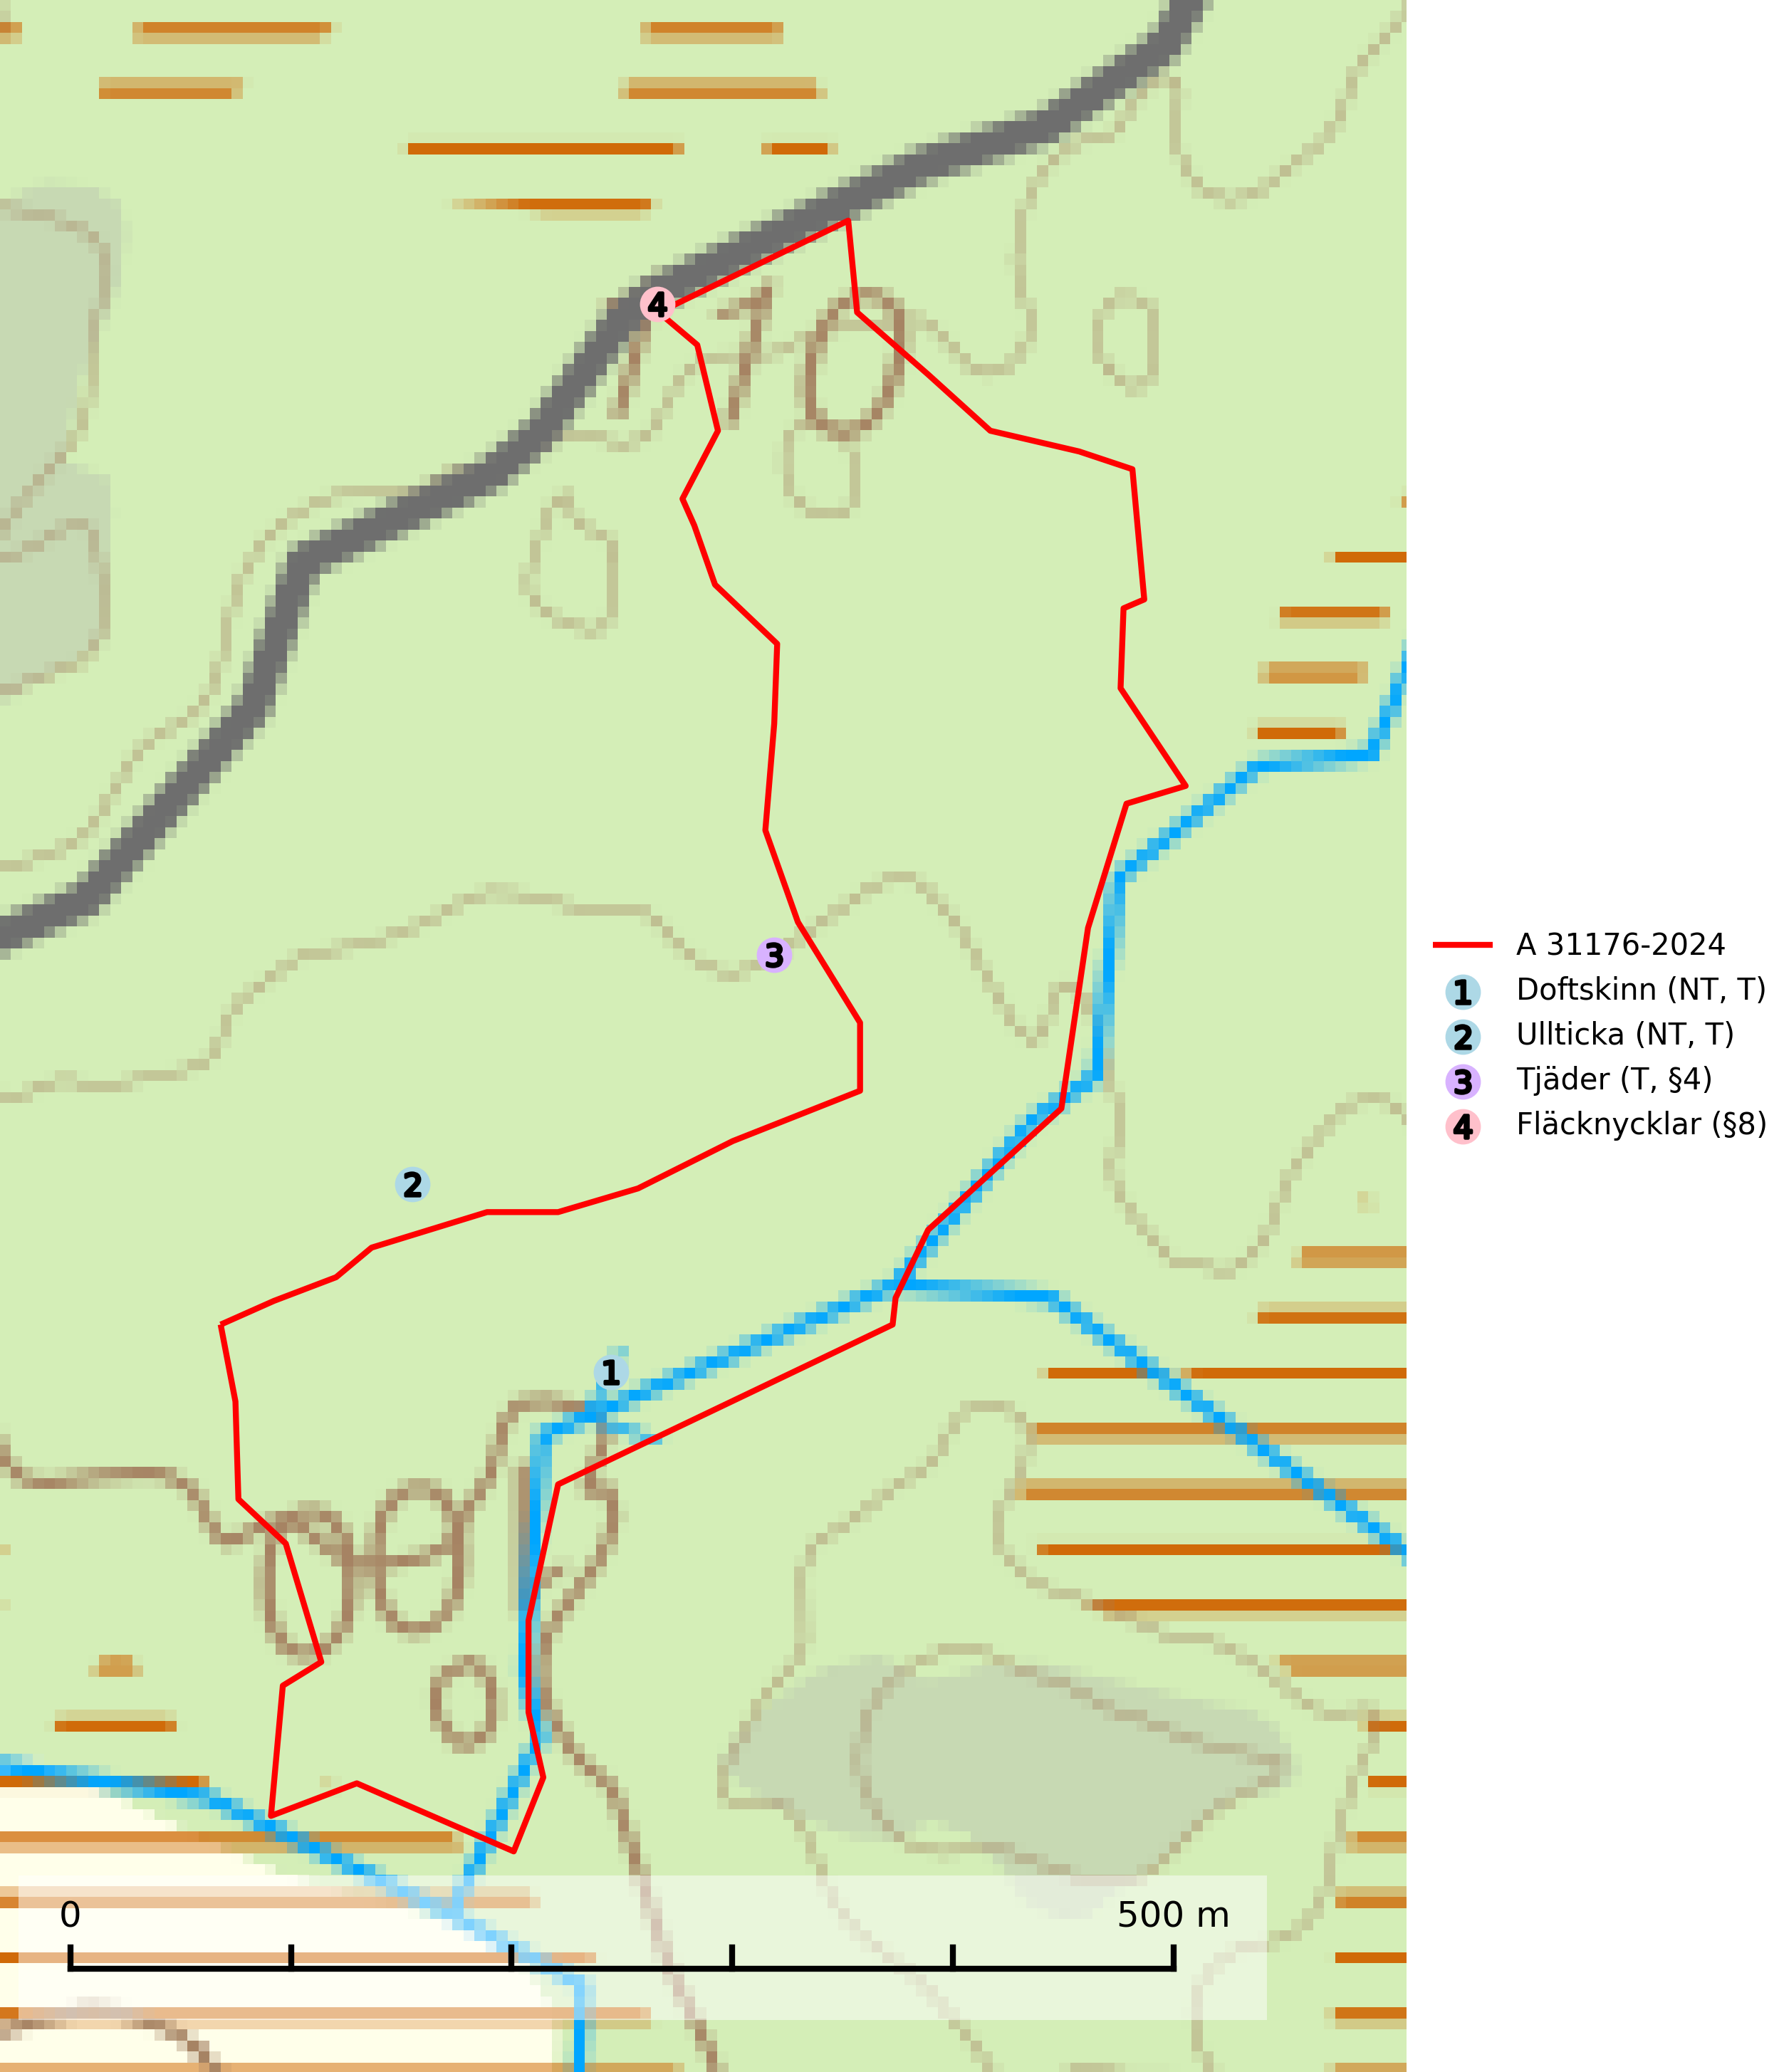 4
3
2
1
A 31176-2024
1 Doftskinn (NT, T)
2 Ullticka (NT, T)
3 Tjäder (T, §4)
4 Fläcknycklar (§8)
0 500 m